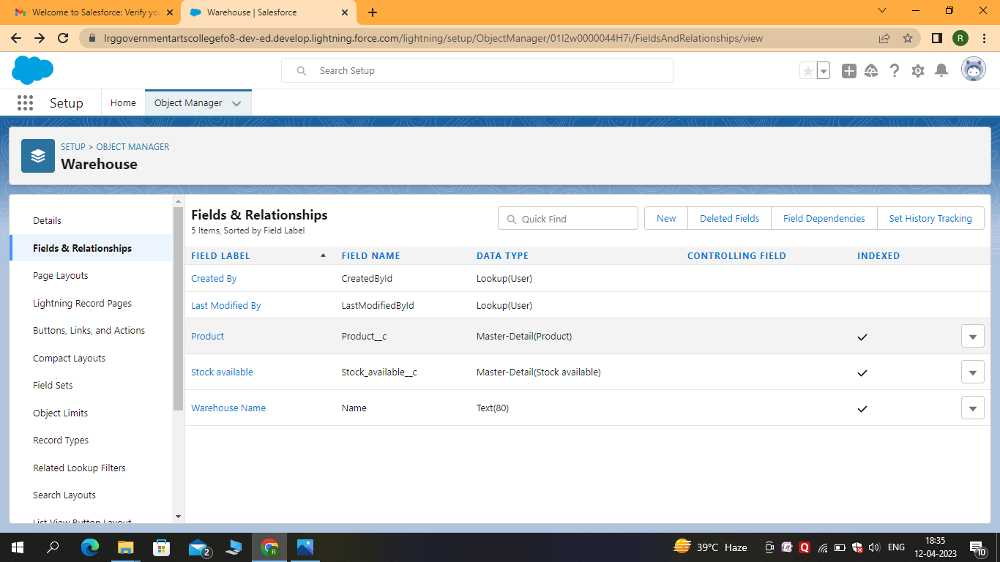 Welcome to Salesforce: Verify yo
Warehouse | Salesforce
lrggovernmentartscollegefo8-dev-ed.develop.lightning.force.com/lightning/setup/ObjectManager/01I2w0000044H7i/FieldsAndRelationships/view
R
Search Setup
Setup
Home
Object Manager
SETUP > OBJECT MANAGER
Warehouse
Details
Fields & Relationships
Page Layouts
Lightning Record Pages
Buttons, Links, and Actions
Compact Layouts
Field Sets
Object Limits
Record Types
Related Lookup Filters
Search Layouts
List View Button Layout
Fields & Relationships
5 Items, Sorted by Field Label
Quick Find
New
Deleted Fields
Field Dependencies
Set History Tracking
FIELD LABEL FIELD NAME DATA TYPE CONTROLLING FIELD INDEXED
Created By CreatedById Lookup(User)
Last Modified By LastModifiedById Lookup(User)
Product Product__c Master-Detail(Product)
Stock available Stock_available__c Master-Detail(Stock available)
Warehouse Name Name Text(80)
2
R
39°C Haze
Q
ENG
18:35
12-04-2023
10